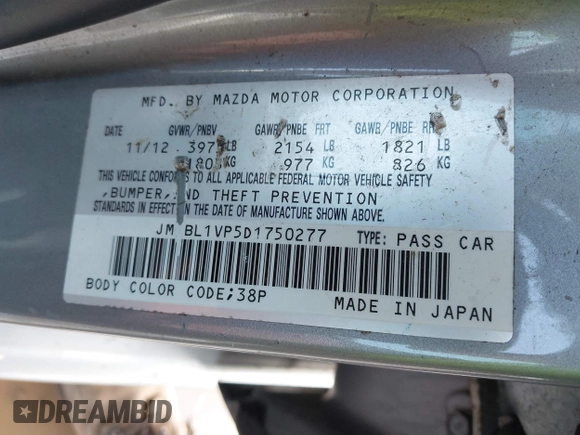 MFD. BY MAZDA MOTOR CORPORATION
DATE GVWR/PNBV GAWR/PNBE FRT GAWR/PNBE
11/12 LB 2154 LB 1821 LB
KG 977 KG 826 KG
THIS VEHICLE CONFORMS TO ALL APPLICABLE FEDERAL MOTOR VEHICLE SAFETY
,BUMPER, AND THEFT PREVENTION
STANDARDS IN EFFECT ON THE DATE OF MANUFACTURE SHOWN ABOVE.
JM BL1VP5D1750277 TYPE: PASS CAR
BODY COLOR CODE;38P MADE IN JAPAN
DREAMBID